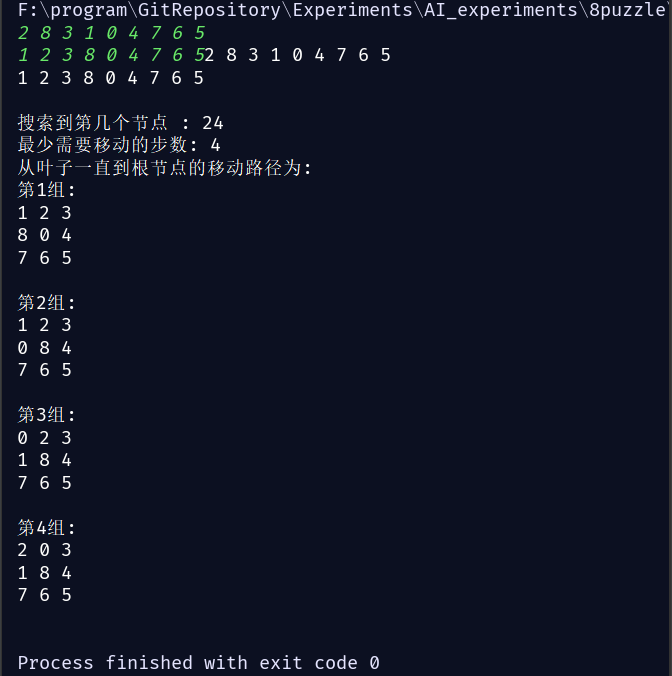 F:\program\GitRepository\Experiments\AI_experiments\8puzzle\
2 8 3 1 0 4 7 6 5
1 2 3 8 0 4 7 6 52 8 3 1 0 4 7 6 5
1 2 3 8 0 4 7 6 5
搜索到第几个节点 : 24
最少需要移动的步数: 4
从叶子一直到根节点的移动路径为:
第1组:
1 2 3
8 0 4
7 6 5
第2组:
1 2 3
0 8 4
7 6 5
第3组:
0 2 3
1 8 4
7 6 5
第4组:
2 0 3
1 8 4
7 6 5
Process finished with exit code 0